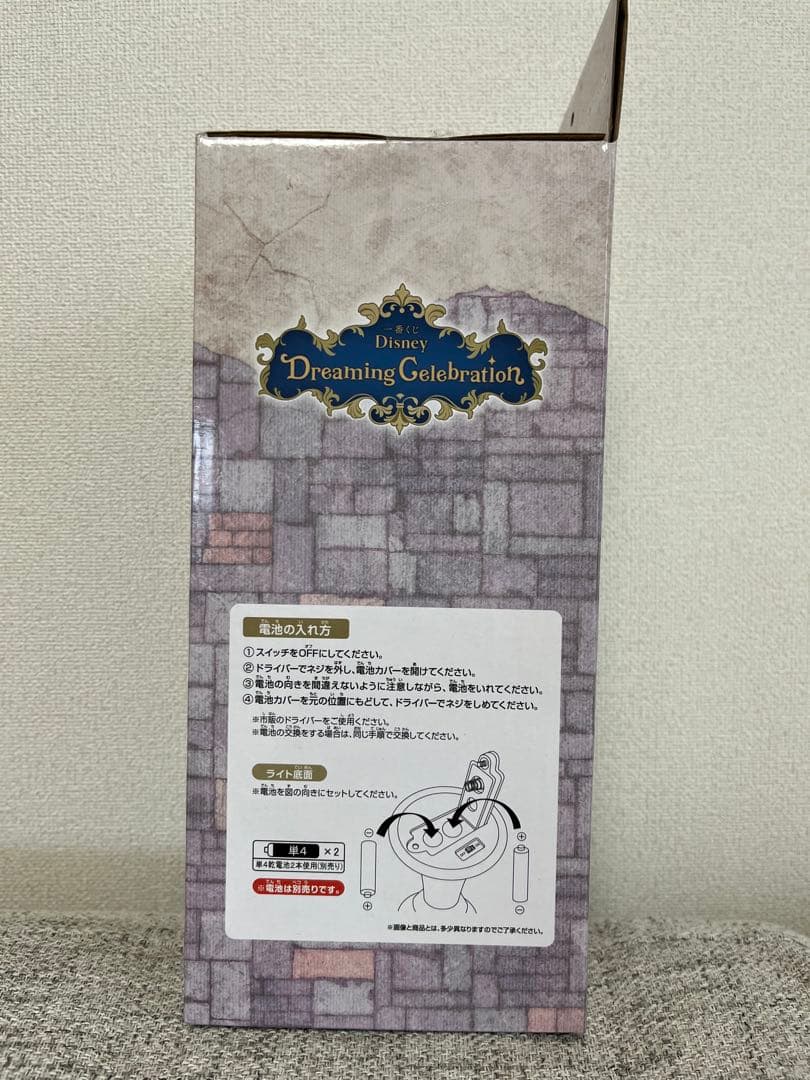 一番くじ
Disney
Dreaming Celebration
電池の入れ方
①スイッチをOFFにしてください。
②ドライバーでネジを外し、電池カバーを開けてください。
③電池の向きを間違えないように注意しながら、電池をいれてください。
④電池カバーを元の位置にもどして、ドライバーでネジをしめてください。
※市販のドライバーをご使用ください。
※電池の交換をする場合は、同じ手順で交換してください。
ライト底面
※電池を図の向きにセットしてください。
単4 ×2
単4乾電池2本使用(別売り)
※電池は別売りです。
※画像と商品とは、多少異なりますのでご了承ください。